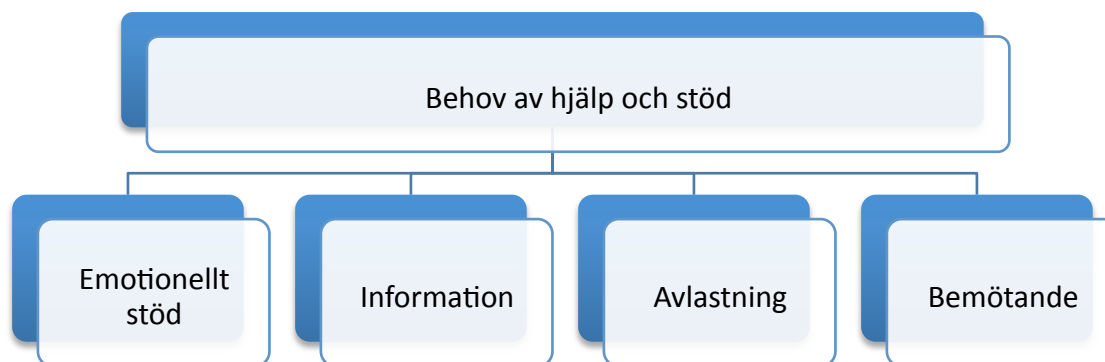 Behov av hjälp och stöd
Emotionellt
stöd
Information
Avlastning
Bemötande